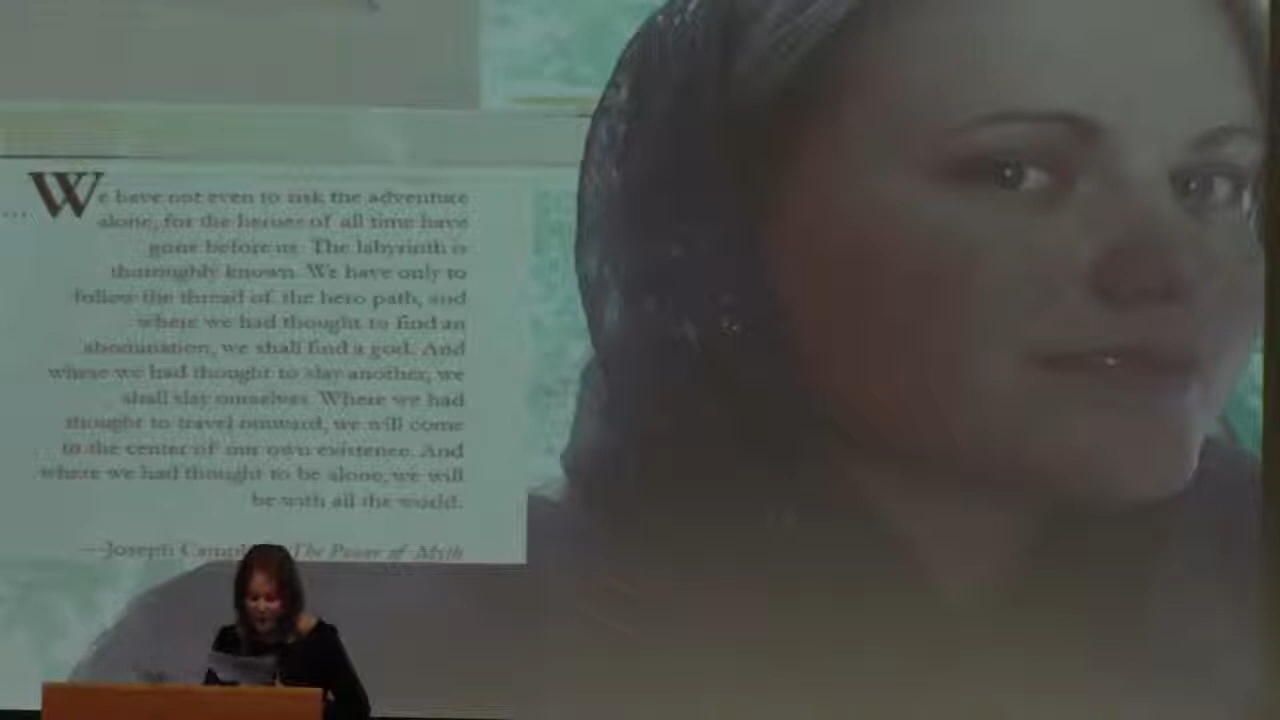 ... We have not even to risk the adventure
alone, for the heroes of all time have
gone before us. The labyrinth is
thoroughly known. We have only to
follow the thread of the hero path, and
where we had thought to find an
abomination, we shall find a god. And
where we had thought to slay another, we
shall slay ourselves. Where we had
thought to travel outward, we will come
to the center of our own existence. And
where we had thought to be alone, we will
be with all the world.
—Joseph The Power of Myth